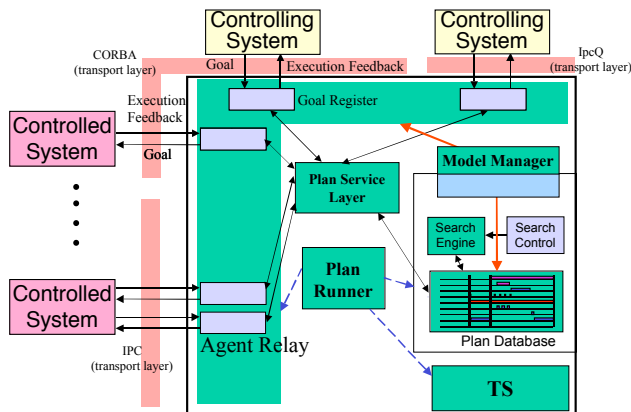 Controlling
System
Controlling
System
CORBA
(transport layer)
Goal
Execution Feedback
IpcQ
(transport layer)
Execution
Feedback
Goal Register
Controlled
System
Goal
Model Manager
Plan Service
Layer
Search
Engine
Search
Control
Plan
Runner
Controlled
System
Plan Database
Agent Relay
IPC
(transport layer)
TS